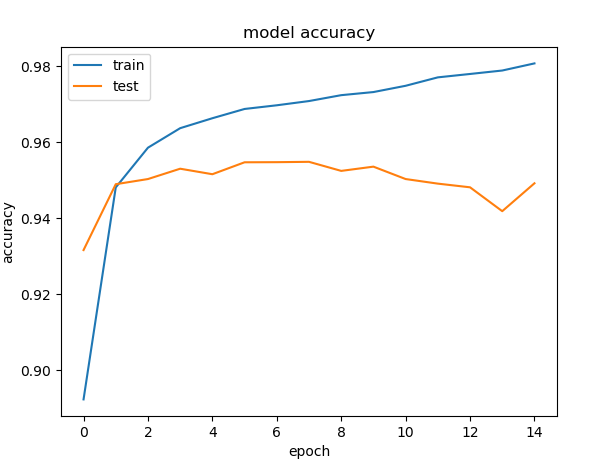 model accuracy
train
test
accuracy
0.98
0.96
0.94
0.92
0.90
0 2 4 6 8 10 12 14
epoch